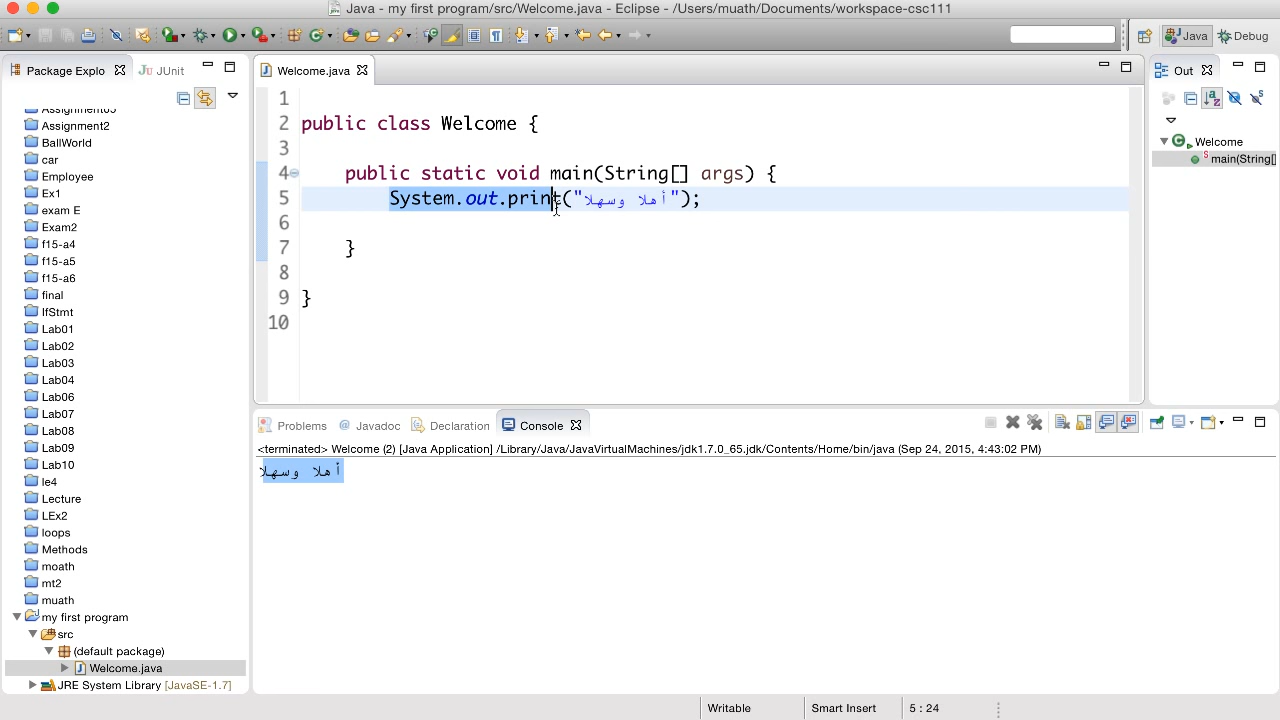 Java - my first program/src/Welcome.java - Eclipse - /Users/muath/Documents/workspace-csc111
Java
Debug
Package Explo
JUnit
Welcome.java
Out
Assignment2
BallWorld
car
Employee
Ex1
exam E
Exam2
f15-a4
f15-a5
f15-a6
final
IfStmt
Lab01
Lab02
Lab03
Lab04
Lab06
Lab07
Lab08
Lab09
Lab10
le4
Lecture
LEx2
loops
Methods
moath
mt2
muath
my first program
src
(default package)
Welcome.java
JRE System Library [JavaSE-1.7]
1
2 public class Welcome {
3
4 public static void main(String[] args) {
5 System.out.print("أهلا وسهلا");
6
7 }
8
9 }
10
Welcome
main(String[]
Problems
@ Javadoc
Declaration
Console
<terminated> Welcome (2) [Java Application] /Library/Java/JavaVirtualMachines/jdk1.7.0_65.jdk/Contents/Home/bin/java (Sep 24, 2015, 4:43:02 PM)
أهلا وسهلا
Writable
Smart Insert
5 : 24